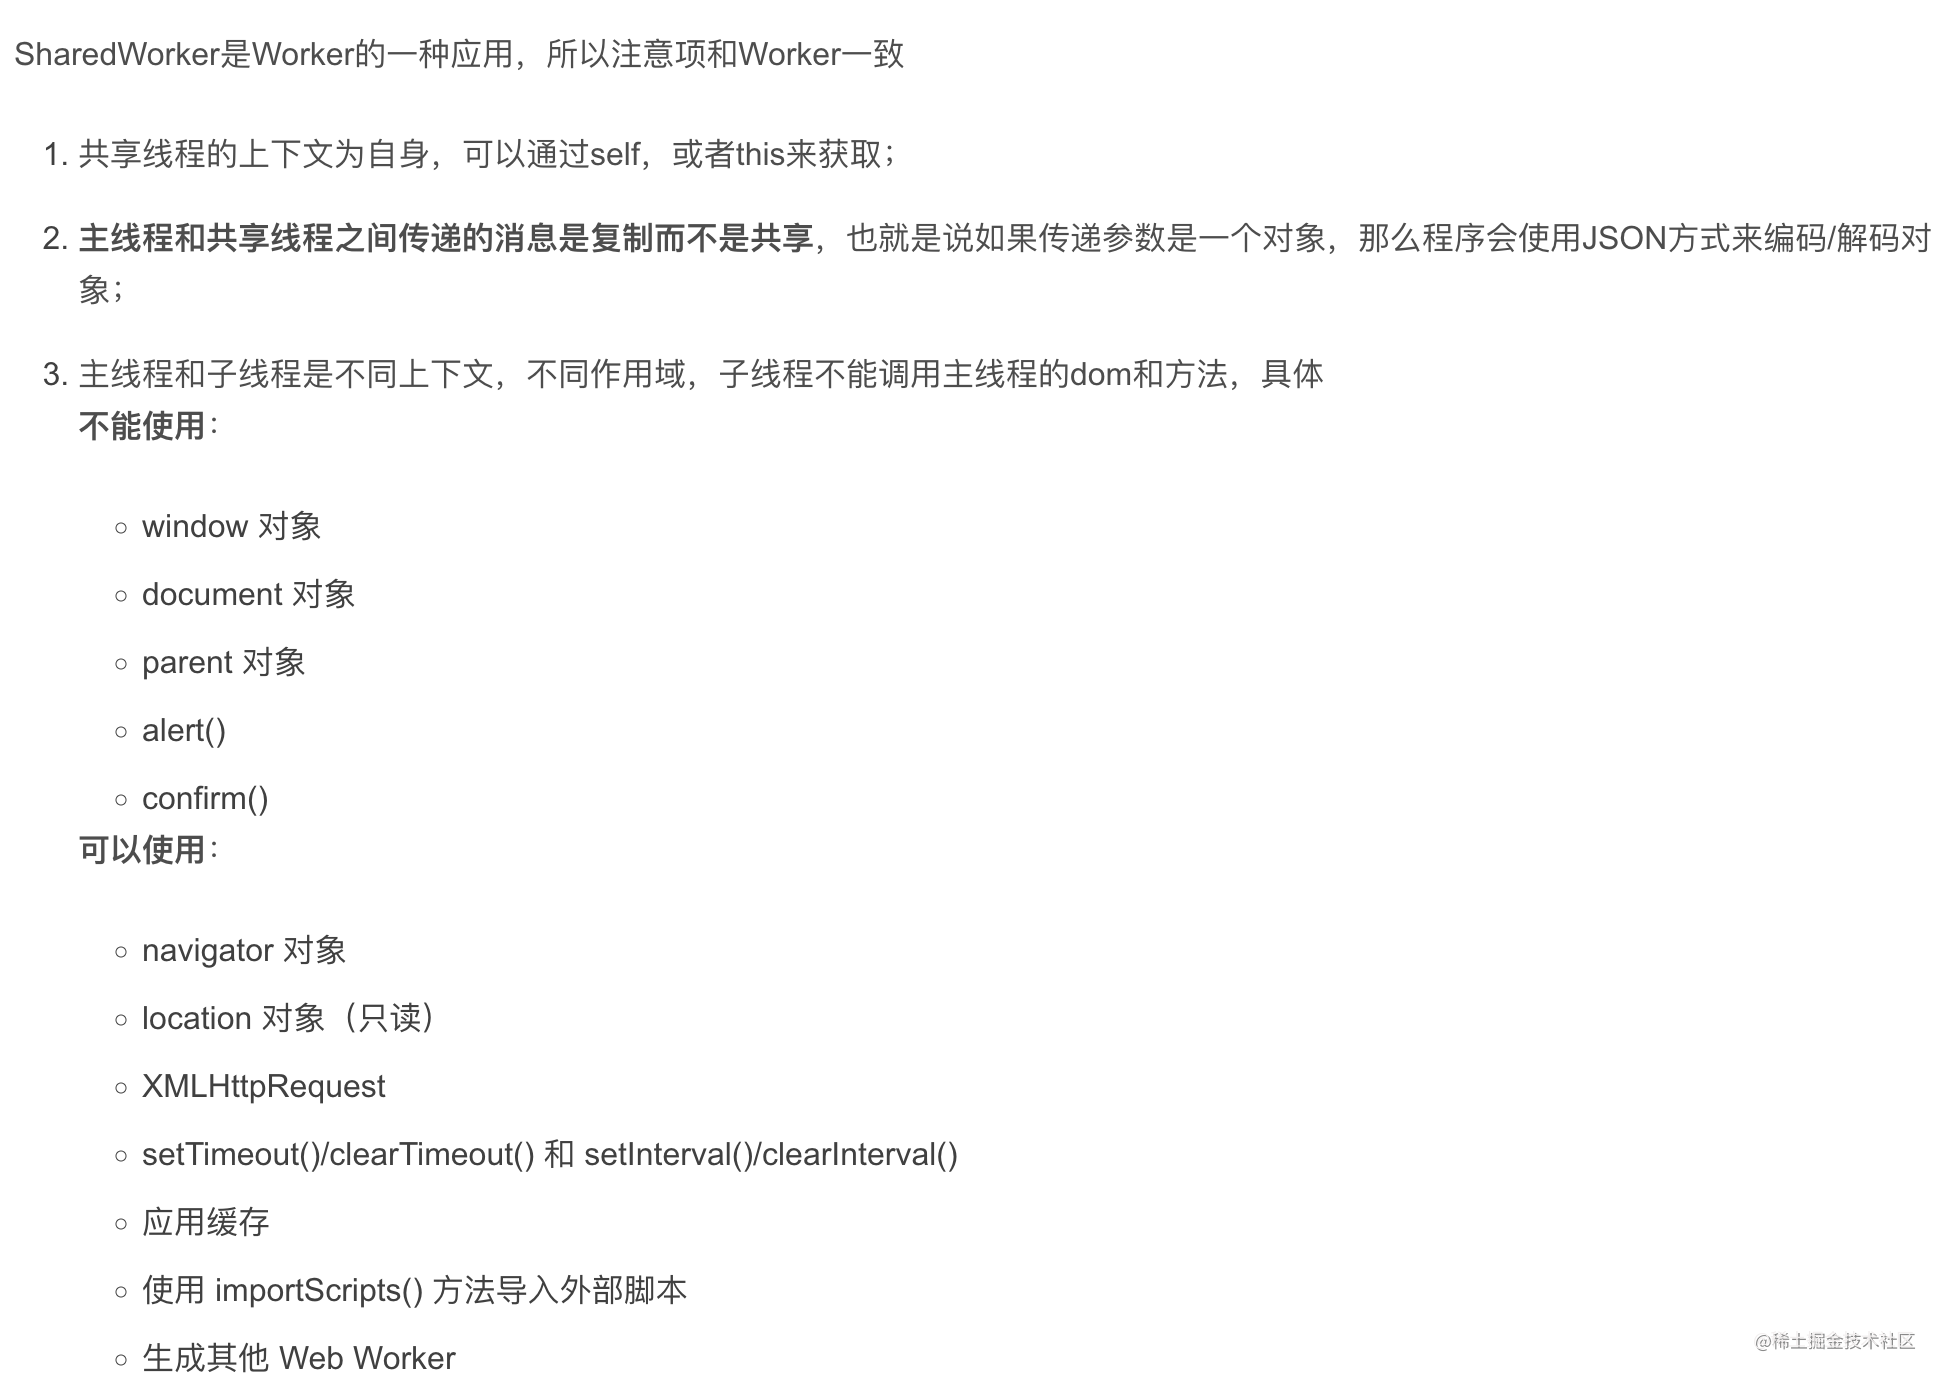 SharedWorker是Worker的一种应用，所以注意项和Worker一致
1. 共享线程的上下文为自身，可以通过self，或者this来获取；
2. 主线程和共享线程之间传递的消息是复制而不是共享，也就是说如果传递参数是一个对象，那么程序会使用JSON方式来编码/解码对
象；
3. 主线程和子线程是不同上下文，不同作用域，子线程不能调用主线程的dom和方法，具体
不能使用：
◦ window 对象
◦ document 对象
◦ parent 对象
◦ alert()
◦ confirm()
可以使用：
◦ navigator 对象
◦ location 对象（只读）
◦ XMLHttpRequest
◦ setTimeout()/clearTimeout() 和 setInterval()/clearInterval()
◦ 应用缓存
◦ 使用 importScripts() 方法导入外部脚本
◦ 生成其他 Web Worker
@稀土掘金技术社区